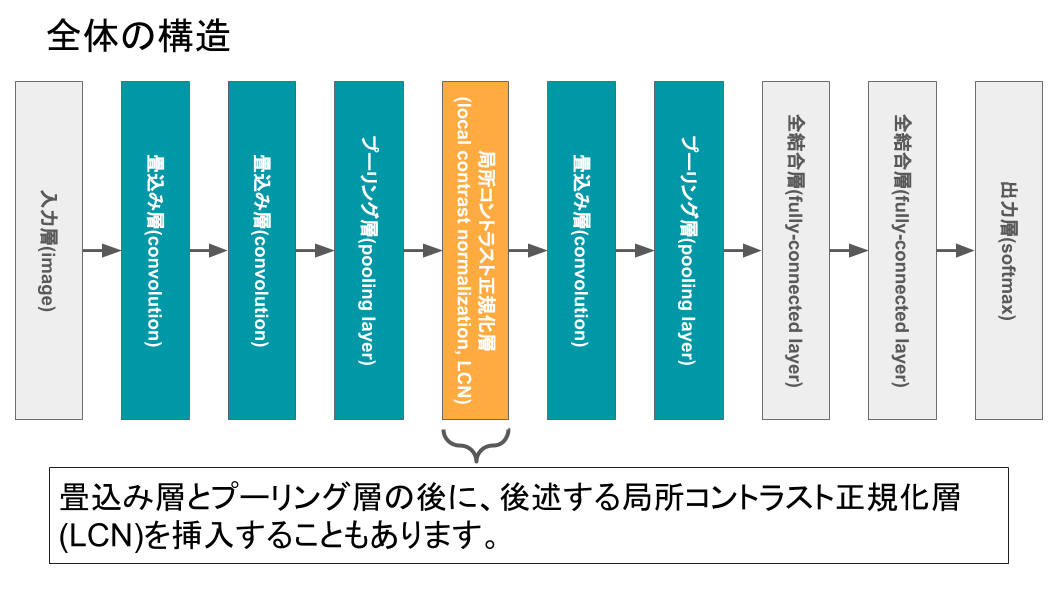 全体の構造
入力層(image)
畳込み層(convolution)
畳込み層(convolution)
プーリング層(pooling layer)
局所コントラスト正規化層
(local contrast normalization, LCN)
畳込み層(convolution)
プーリング層(pooling layer)
全結合層(fully-connected layer)
全結合層(fully-connected layer)
出力層(softmax)
畳込み層とプーリング層の後に、後述する局所コントラスト正規化層
(LCN)を挿入することもあります。